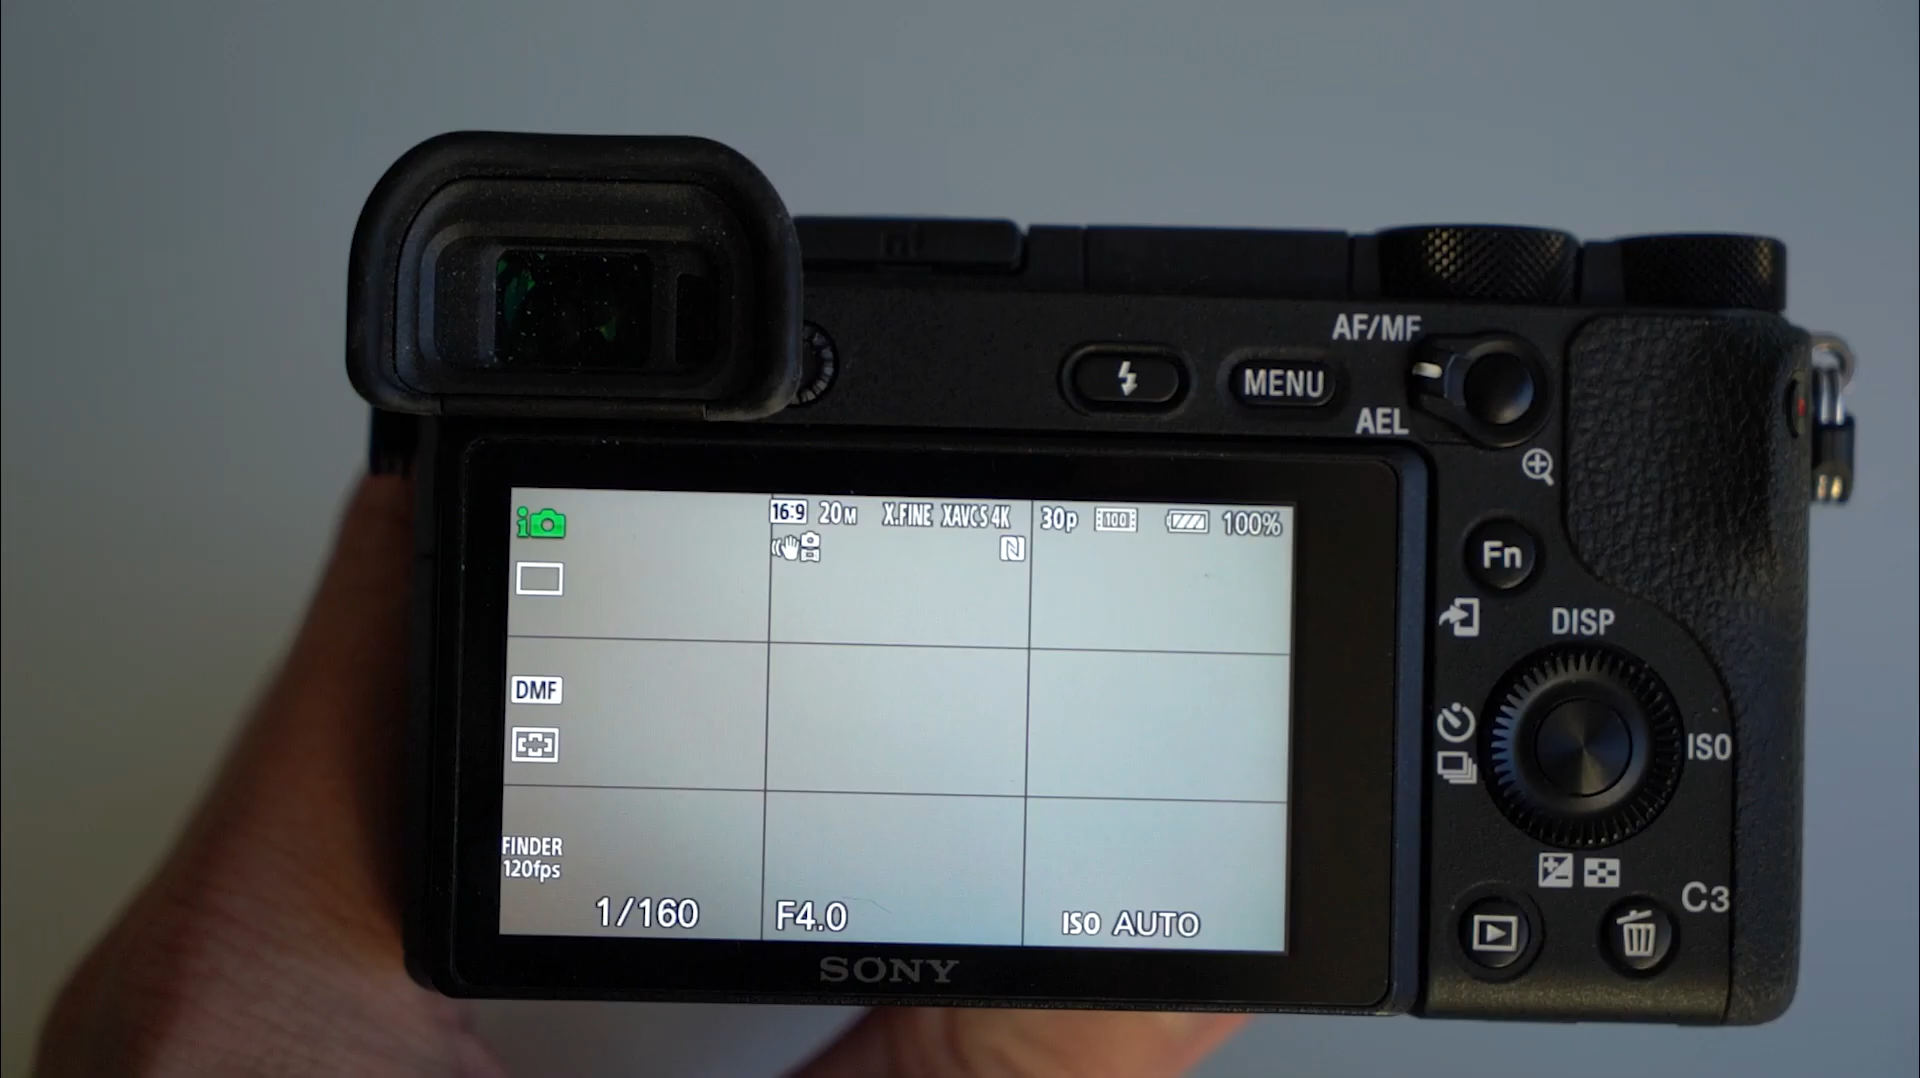 AF/MF
MENU
AEL
16:9 20M X.FINE XAVC S 4K 30p 100 100%
i
N
Fn
DISP
DMF
ISO
FINDER
120fps
C3
1/160 F4.0 ISO AUTO
SONY